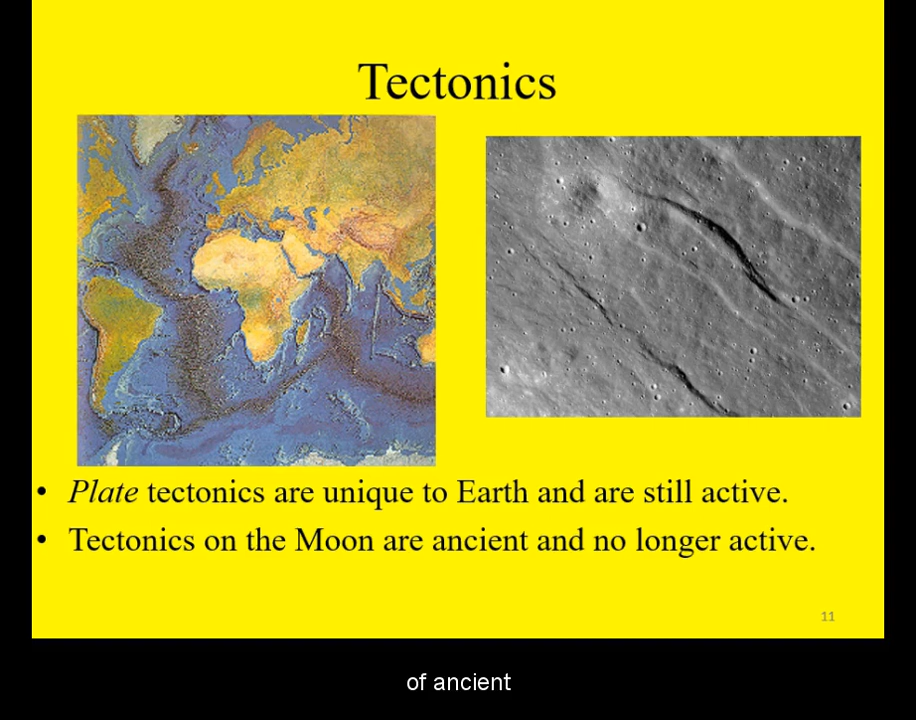 Tectonics
• Plate tectonics are unique to Earth and are still active.
• Tectonics on the Moon are ancient and no longer active.
11
of ancient